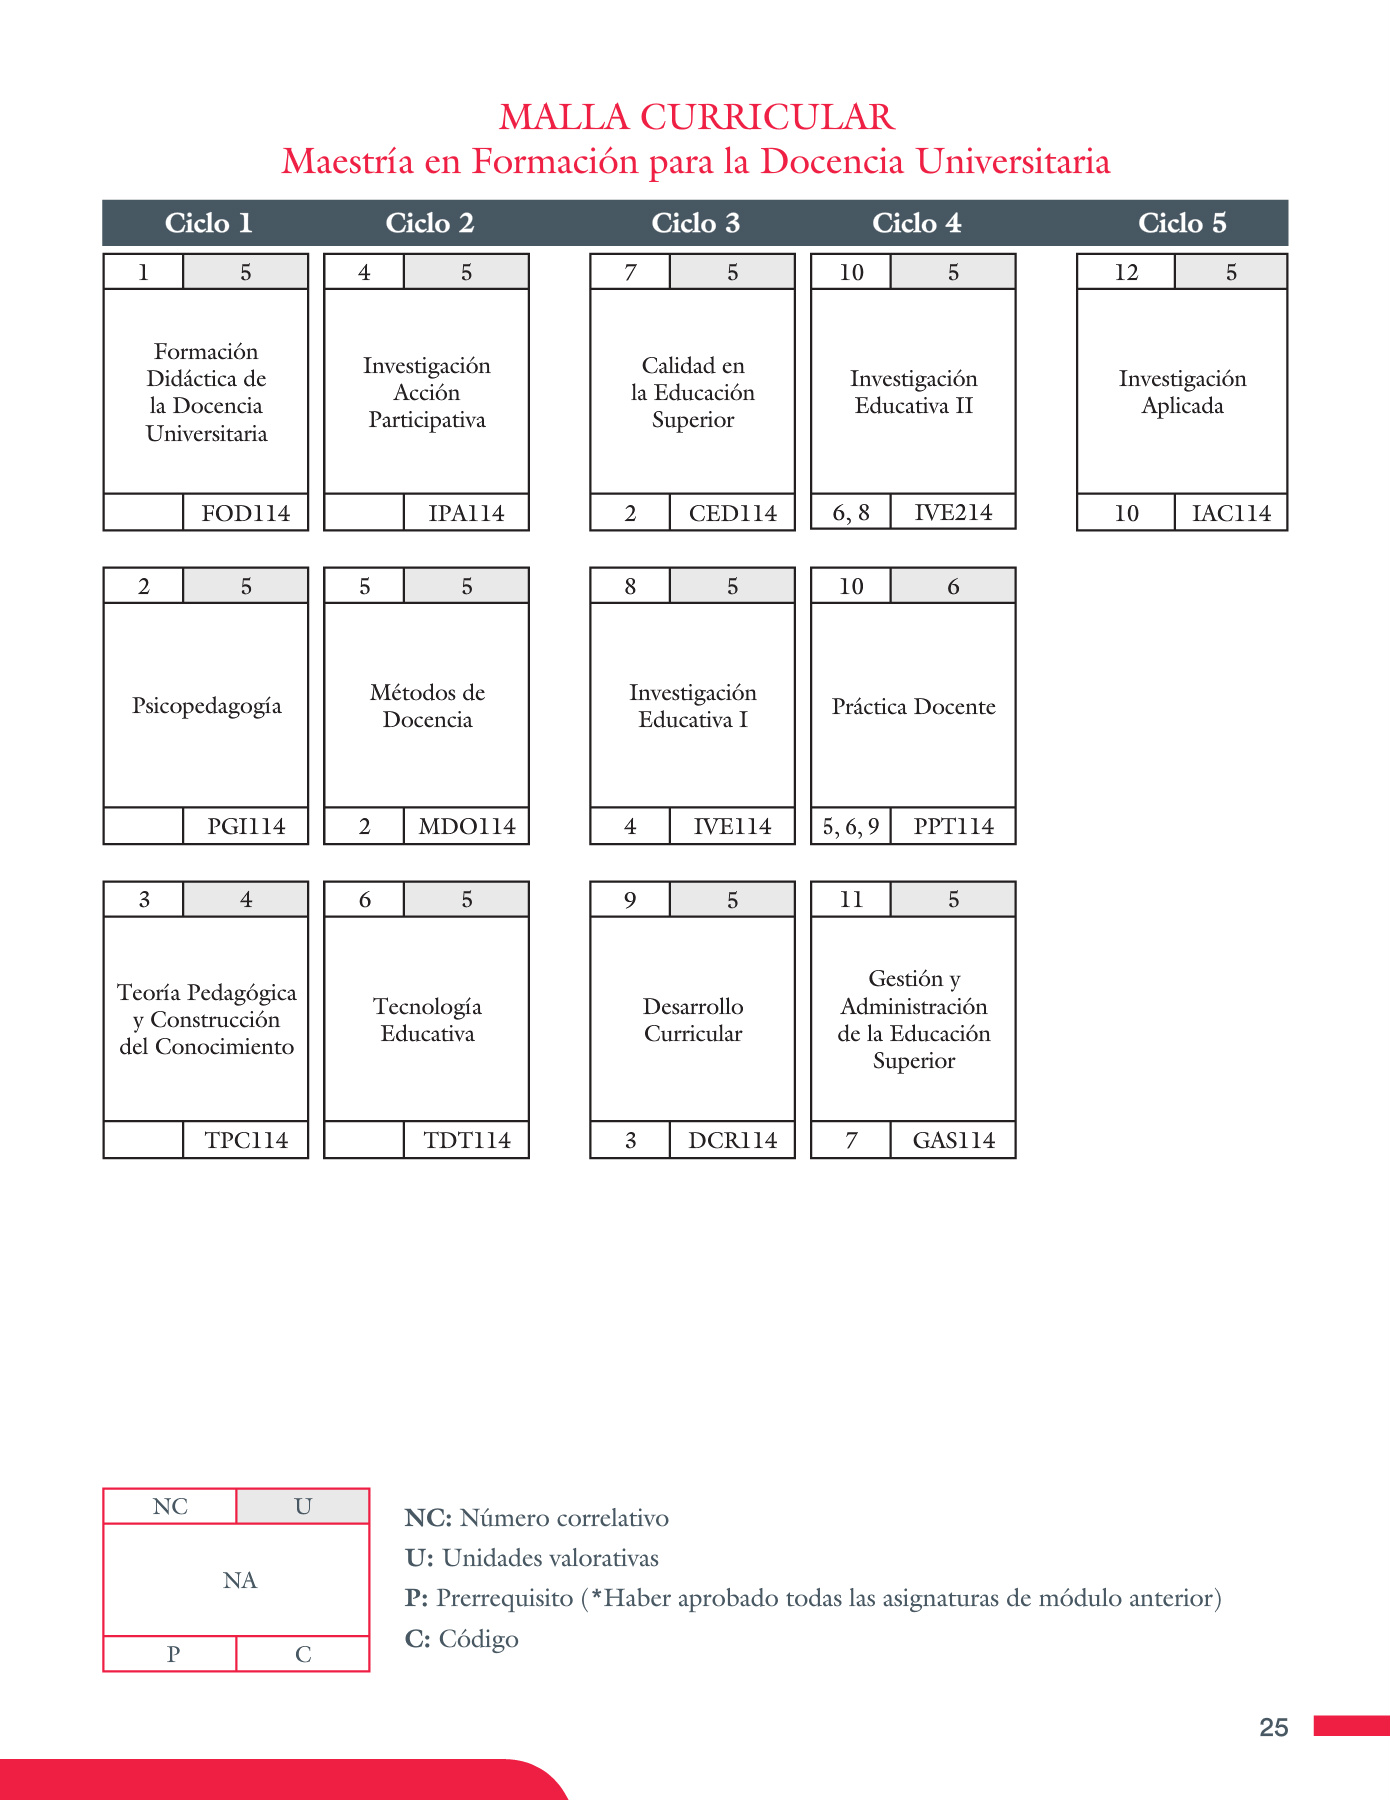 MALLA CURRICULAR
Maestría en Formación para la Docencia Universitaria
Ciclo 1 Ciclo 2 Ciclo 3 Ciclo 4 Ciclo 5
1 5
Formación
Didáctica de
la Docencia
Universitaria
FOD114
4 5
Investigación
Acción
Participativa
IPA114
7 5
Calidad en
la Educación
Superior
2 CED114
10 5
Investigación
Educativa II
6, 8 IVE214
12 5
Investigación
Aplicada
10 IAC114
2 5
Psicopedagogía
PGI114
5 5
Métodos de
Docencia
2 MDO114
8 5
Investigación
Educativa I
4 IVE114
10 6
Práctica Docente
5, 6, 9 PPT114
3 4
Teoría Pedagógica
y Construcción
del Conocimiento
TPC114
6 5
Tecnología
Educativa
TDT114
9 5
Desarrollo
Curricular
3 DCR114
11 5
Gestión y
Administración
de la Educación
Superior
7 GAS114
NC U
NA
P C
NC: Número correlativo
U: Unidades valorativas
P: Prerrequisito (*Haber aprobado todas las asignaturas de módulo anterior)
C: Código
25